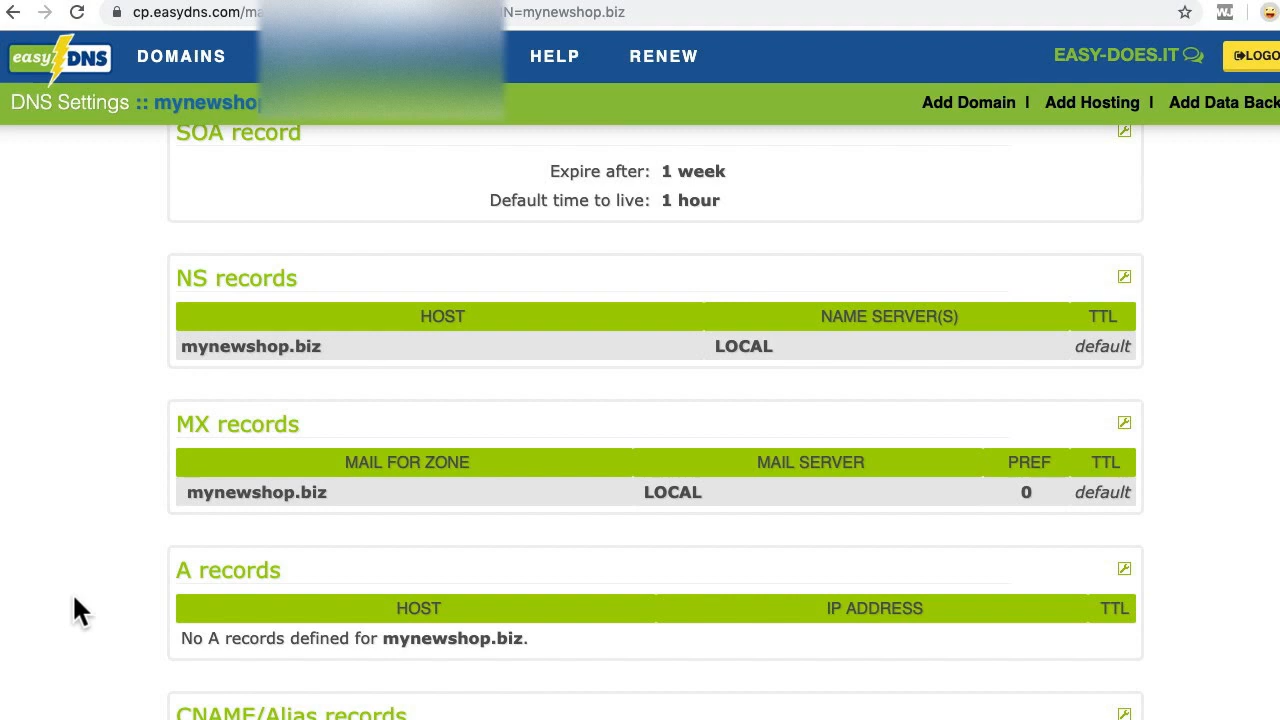 cp.easydns.com/ma
N=mynewshop.biz
WJ
easyDNS
DOMAINS
HELP
RENEW
EASY-DOES.IT
LOGO
DNS Settings :: mynewshop
Add Domain |
Add Hosting |
Add Data Back
SOA record
Expire after: 1 week
Default time to live: 1 hour
NS records
HOST NAME SERVER(S) TTL
mynewshop.biz LOCAL default
MX records
MAIL FOR ZONE MAIL SERVER PREF TTL
mynewshop.biz LOCAL 0 default
A records
HOST IP ADDRESS TTL
No A records defined for mynewshop.biz.
CNAME/Alias records